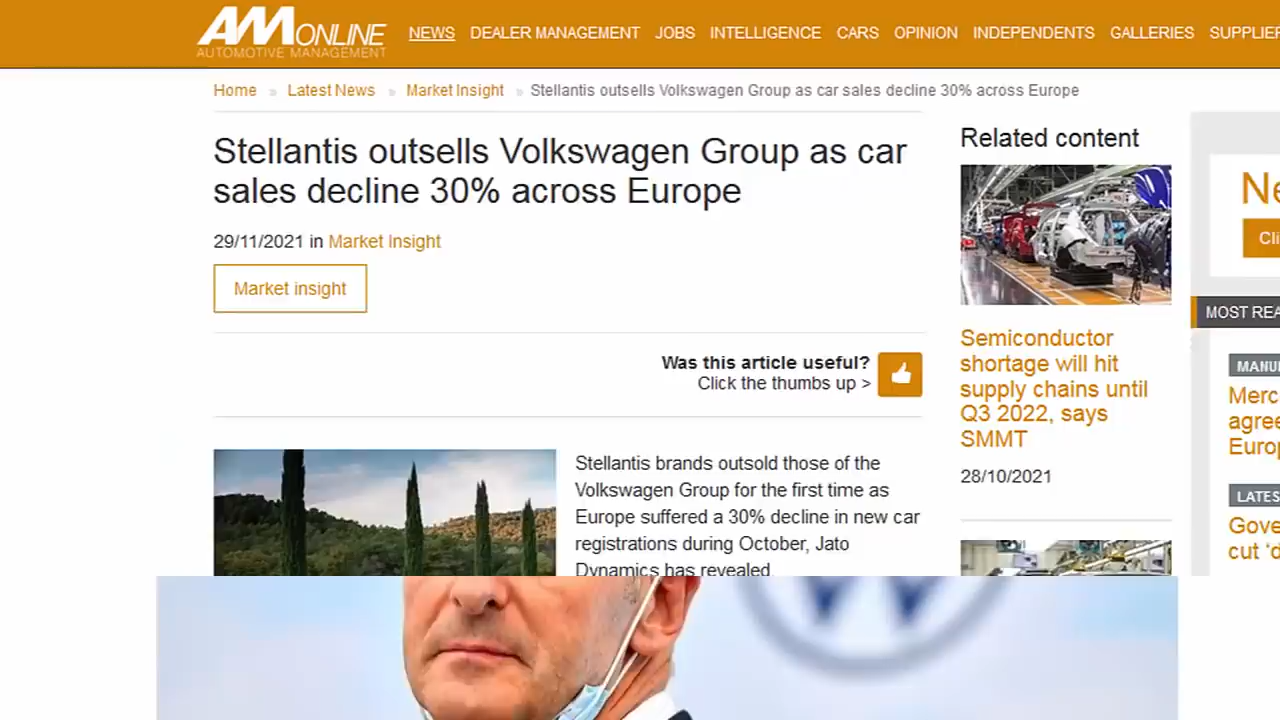 AM ONLINE
AUTOMOTIVE MANAGEMENT
NEWS DEALER MANAGEMENT JOBS INTELLIGENCE CARS OPINION INDEPENDENTS GALLERIES
Home » Latest News » Market Insight » Stellantis outsells Volkswagen Group as car sales decline 30% across Europe
Stellantis outsells Volkswagen Group as car
sales decline 30% across Europe
29/11/2021 in Market Insight
Market insight
Was this article useful?
Click the thumbs up >
Stellantis brands outsold those of the
Volkswagen Group for the first time as
Europe suffered a 30% decline in new car
registrations during October, Jato
Dynamics has revealed
Related content
Semiconductor
shortage will hit
supply chains until
Q3 2022, says
SMMT
28/10/2021
MOST
cut